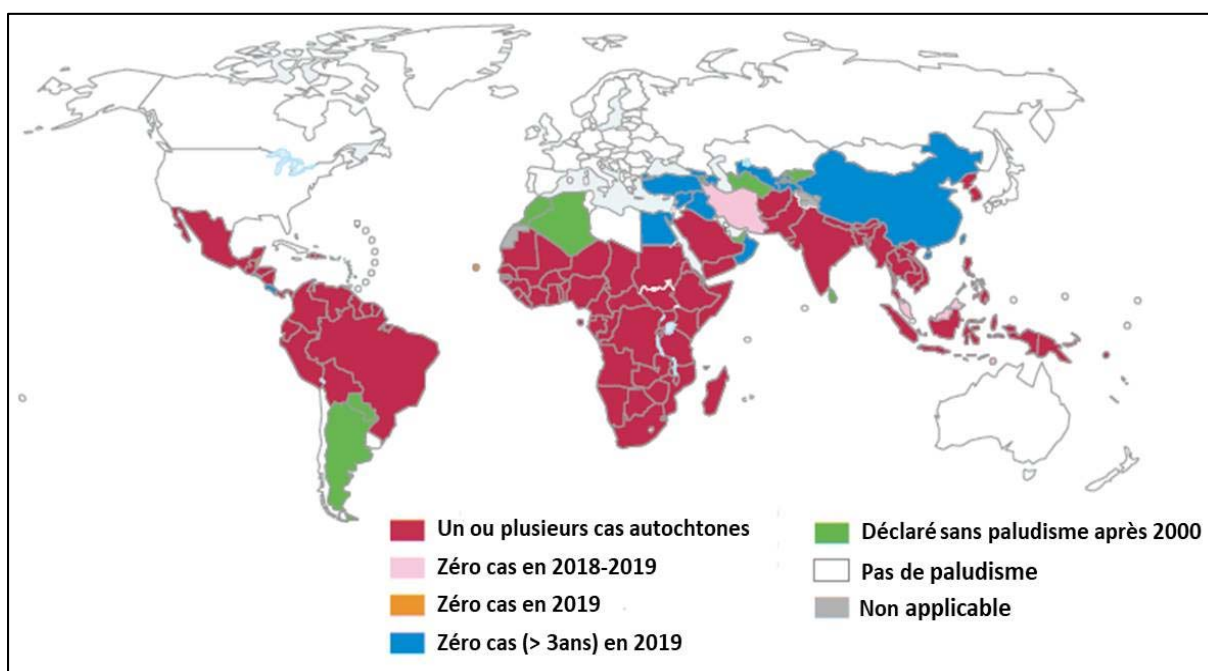 Un ou plusieurs cas autochtones
Zéro cas en 2018-2019
Zéro cas en 2019
Zéro cas (> 3ans) en 2019
Déclaré sans paludisme après 2000
Pas de paludisme
Non applicable